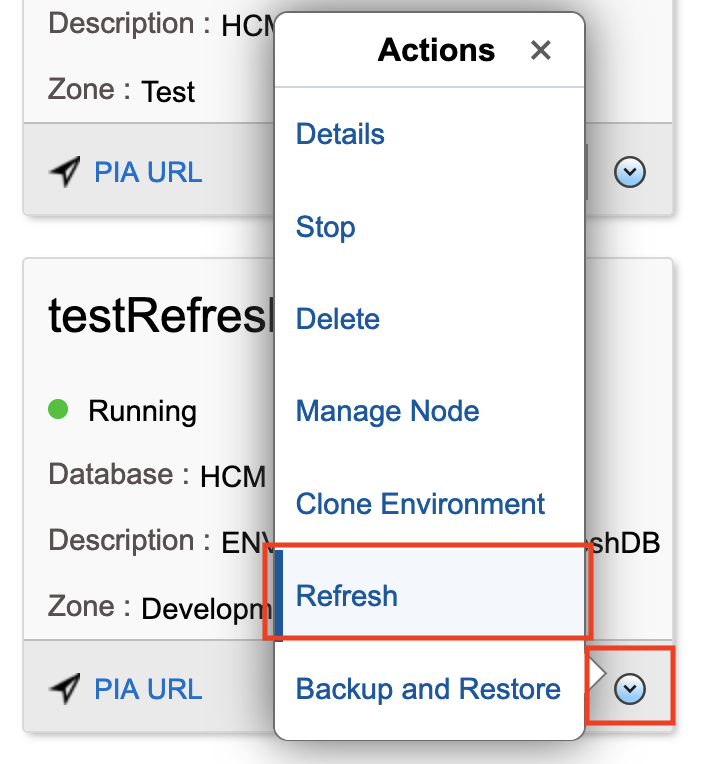 Description : HCM
Actions ×
Zone : Test
Details
PIA URL
Stop
testRefresh
Delete
Running
Manage Node
Database : HCM
Clone Environment
Description : ENV shDB
Refresh
Zone : Developm
PIA URL
Backup and Restore